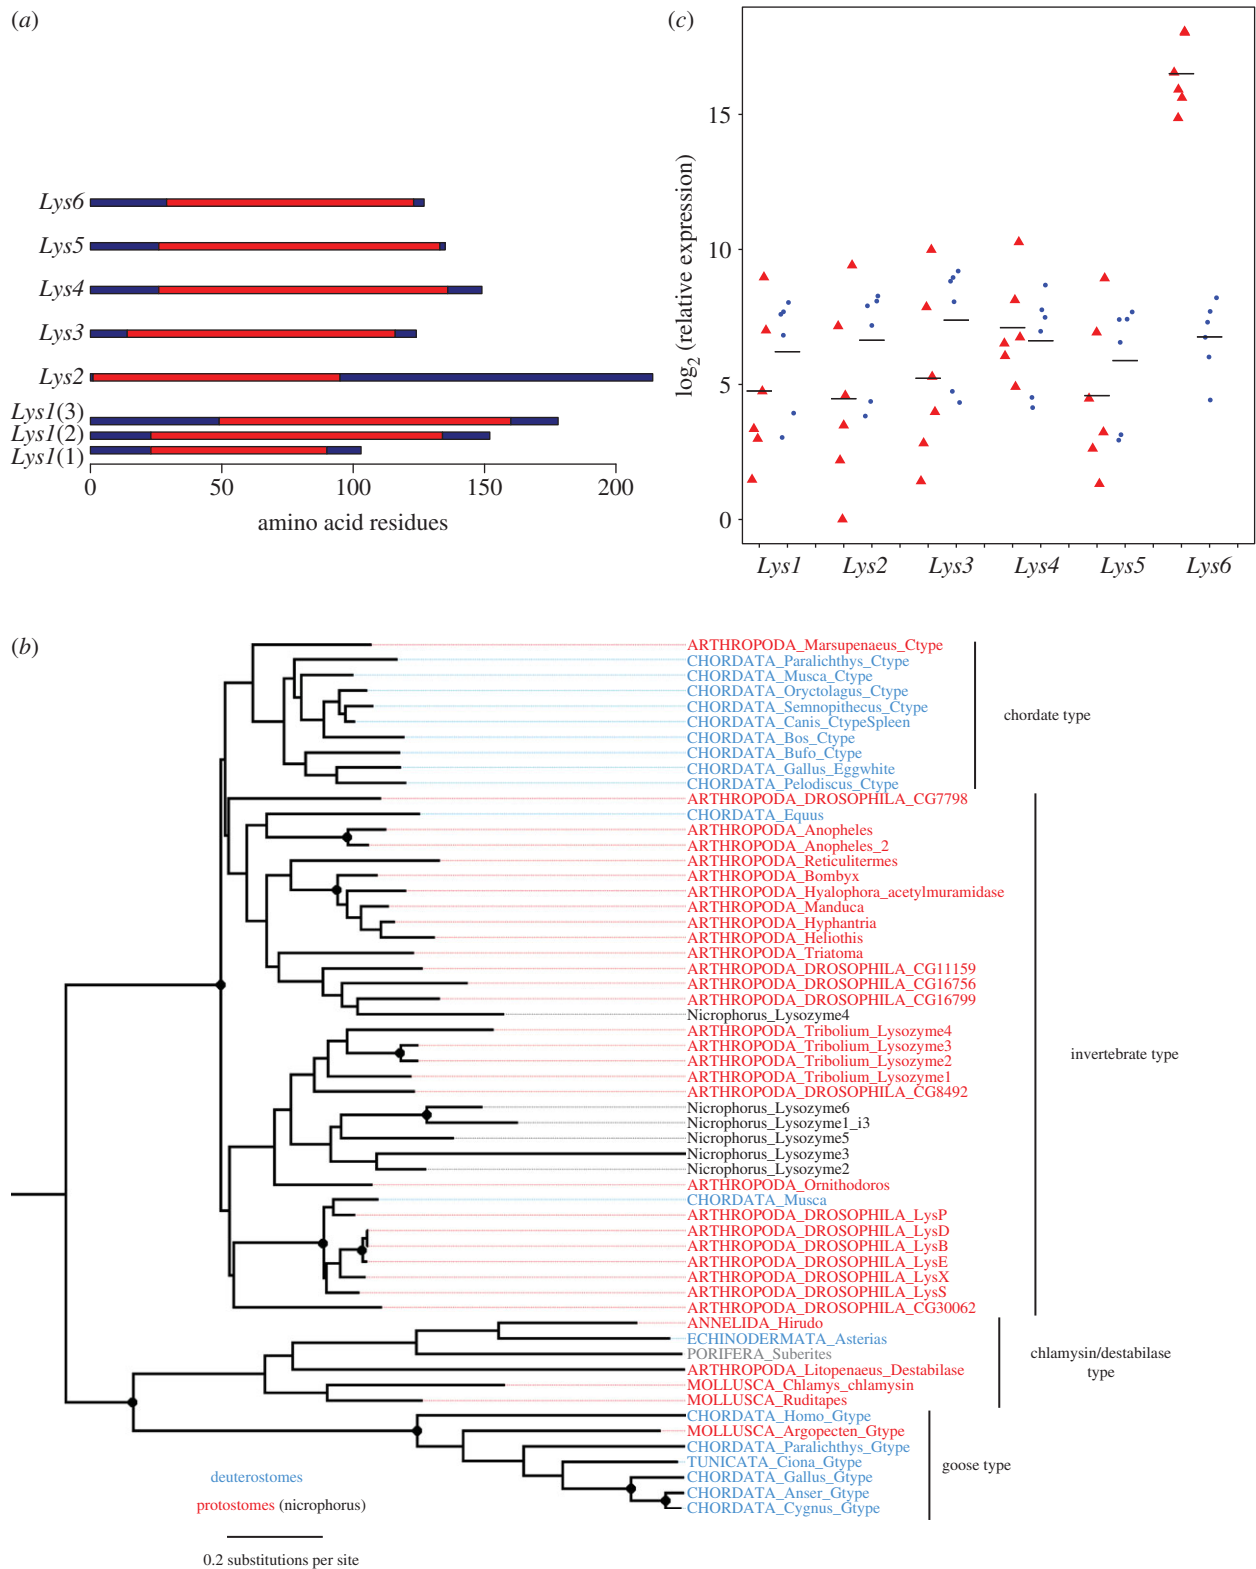 (a)
Lys6
Lys5
Lys4
Lys3
Lys2
Lys1(3)
Lys1(2)
Lys1(1)
0 50 100 150 200
amino acid residues
(c)
log2 (relative expression)
15
10
5
0
Lys1 Lys2 Lys3 Lys4 Lys5 Lys6
(b)
ARTHROPODA_Marsupenaeus_Ctype
CHORDATA_Paralichthys_Ctype
CHORDATA_Musca_Ctype
CHORDATA_Oryctolagus_Ctype
CHORDATA_Semnopithecus_Ctype
CHORDATA_Canis_CtypeSpleen
CHORDATA_Bos_Ctype
CHORDATA_Bufo_Ctype
CHORDATA_Gallus_Eggwhite
CHORDATA_Pelodiscus_Ctype
chordate type
ARTHROPODA_DROSOPHILA_CG7798
CHORDATA_Equus
ARTHROPODA_Anopheles
ARTHROPODA_Anopheles_2
ARTHROPODA_Reticulitermes
ARTHROPODA_Bombyx
ARTHROPODA_Hyalophora_acetylmuramidase
ARTHROPODA_Manduca
ARTHROPODA_Hyphantria
ARTHROPODA_Heliothis
ARTHROPODA_Triatoma
ARTHROPODA_DROSOPHILA_CG11159
ARTHROPODA_DROSOPHILA_CG16756
ARTHROPODA_DROSOPHILA_CG16799
Nicrophorus_Lysozyme4
ARTHROPODA_Tribolium_Lysozyme4
ARTHROPODA_Tribolium_Lysozyme3
ARTHROPODA_Tribolium_Lysozyme2
ARTHROPODA_Tribolium_Lysozyme1
ARTHROPODA_DROSOPHILA_CG8492
Nicrophorus_Lysozyme6
Nicrophorus_Lysozyme1_i3
Nicrophorus_Lysozyme5
Nicrophorus_Lysozyme3
Nicrophorus_Lysozyme2
ARTHROPODA_Ornithodoros
CHORDATA_Musca
ARTHROPODA_DROSOPHILA_LysP
ARTHROPODA_DROSOPHILA_LysD
ARTHROPODA_DROSOPHILA_LysB
ARTHROPODA_DROSOPHILA_LysE
ARTHROPODA_DROSOPHILA_LysX
ARTHROPODA_DROSOPHILA_LysS
ARTHROPODA_DROSOPHILA_CG30062
invertebrate type
ANNELIDA_Hirudo
ECHINODERMATA_Asterias
PORIFERA_Suberites
ARTHROPODA_Litopenaeus_Destabilase
MOLLUSCA_Chlamys_chlamysin
MOLLUSCA_Ruditapes
chlamysin/destabilase
type
CHORDATA_Homo_Gtype
MOLLUSCA_Argopecten_Gtype
CHORDATA_Paralichthys_Gtype
TUNICATA_Ciona_Gtype
CHORDATA_Gallus_Gtype
CHORDATA_Anser_Gtype
CHORDATA_Cygnus_Gtype
goose type
deuterostomes
protostomes (nicrophorus)
0.2 substitutions per site